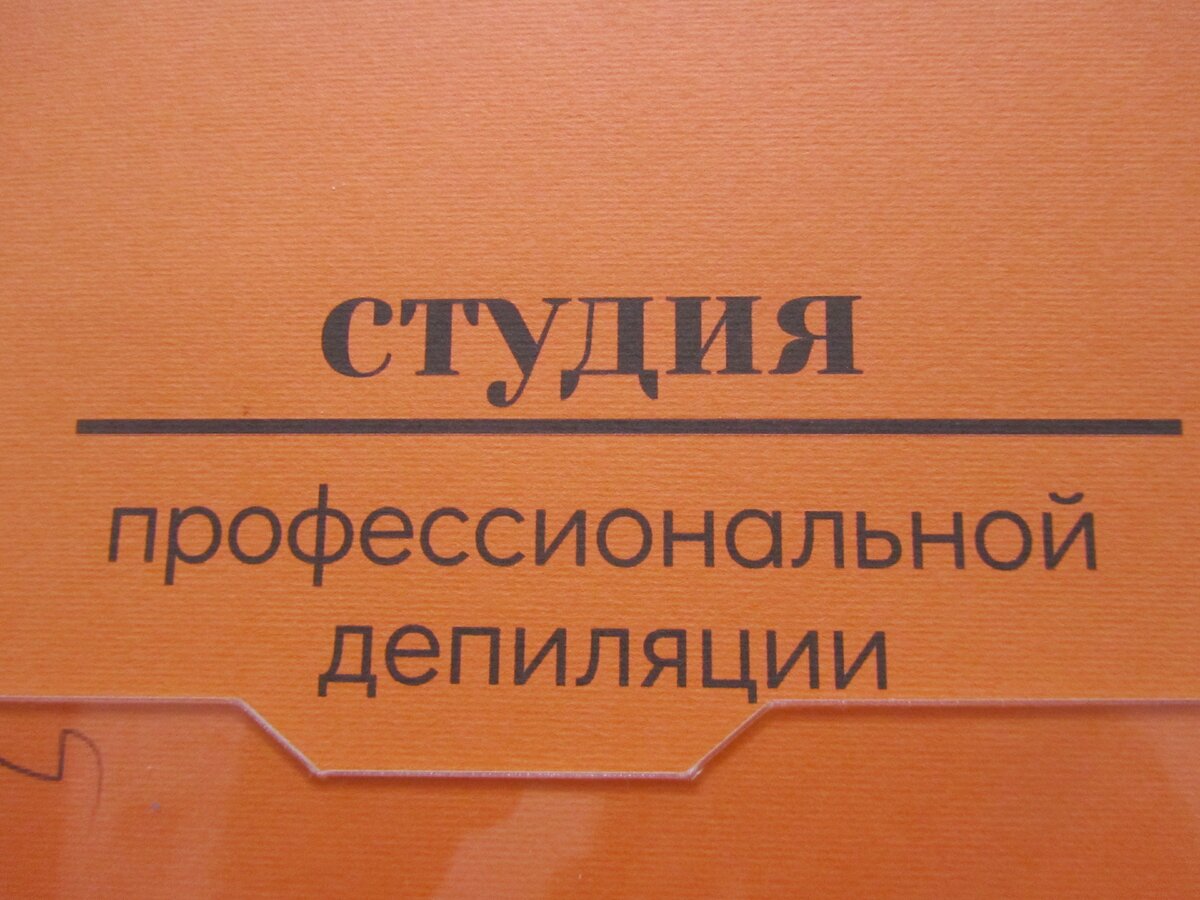 студия
профессиональной
депиляции